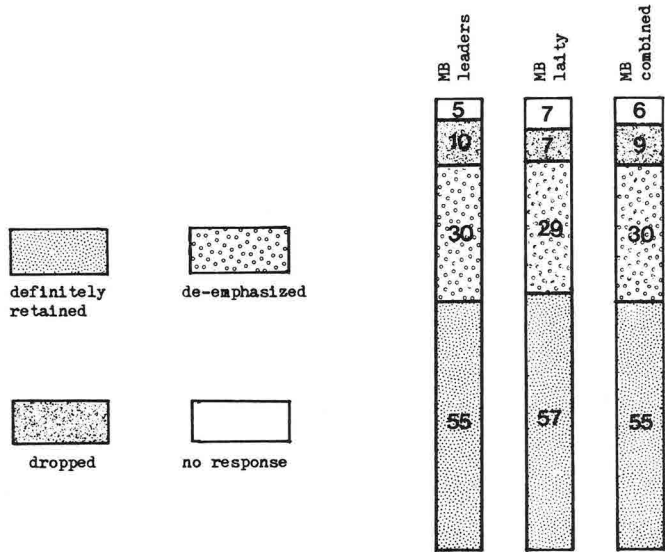 MB
leaders
MB
laity
MB
combined
5
7
6
10
7
9
30
29
30
55
57
55
definitely
retained
de-emphasized
dropped
no response